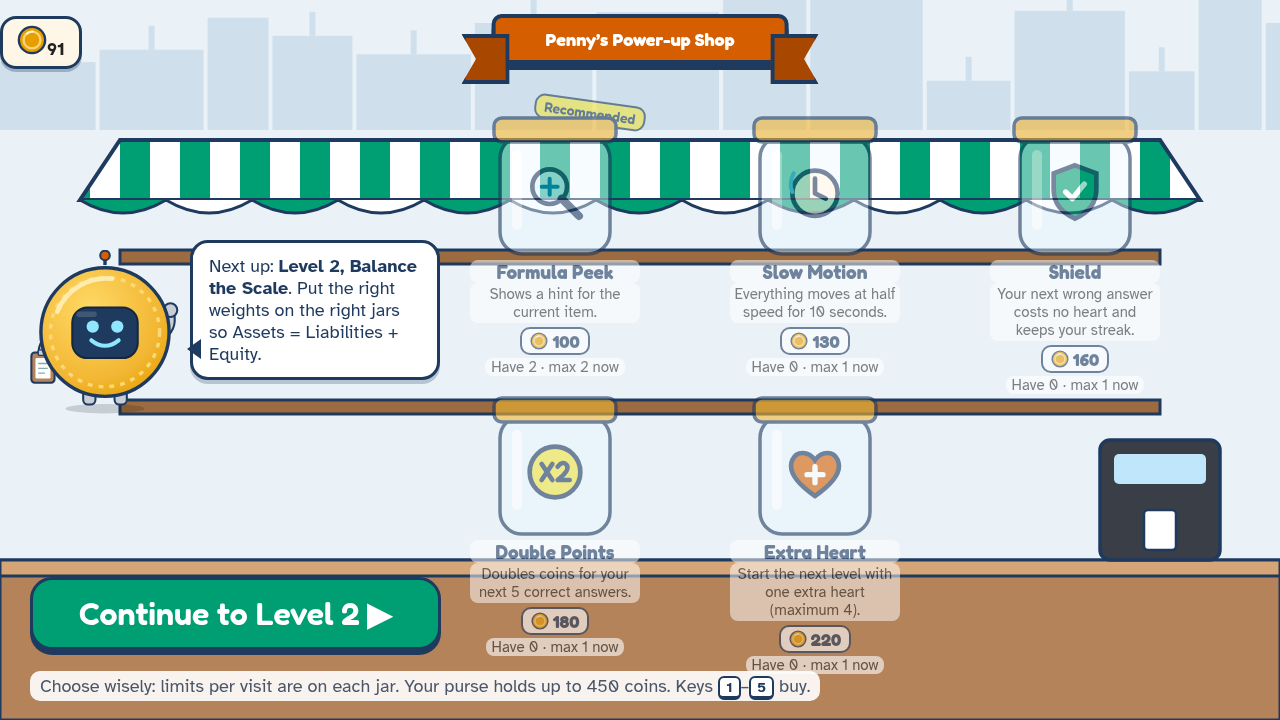 91
Penny's Power-up Shop
Recommended
Next up: Level 2, Balance
the Scale. Put the right
weights on the right jars
so Assets = Liabilities +
Equity.
Formula Peek
Shows a hint for the
current item.
100
Have 0 · max 2 now
Slow Motion
Everything moves at half
speed for 10 seconds.
130
Have 0 · max 1 now
Shield
Your next wrong answer
costs no heart and
keeps your streak.
160
Have 0 · max 1 now
X2
Double Points
Doubles coins for your
next 5 correct answers.
180
Have 0 · max 1 now
Extra Heart
Start the next level with
one extra heart
(maximum 4).
220
Have 0 · max 1 now
Continue to Level 2 ▶
Choose wisely: limits per visit are on each jar. Your purse holds up to 450 coins. Keys 1–5 buy.